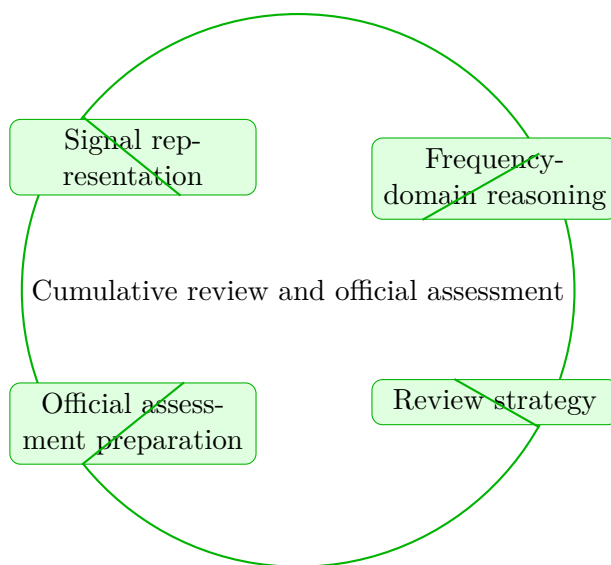 Signal rep-
resentation
Frequency-
domain reasoning
Cumulative review and official assessment
Official assess-
ment preparation
Review strategy